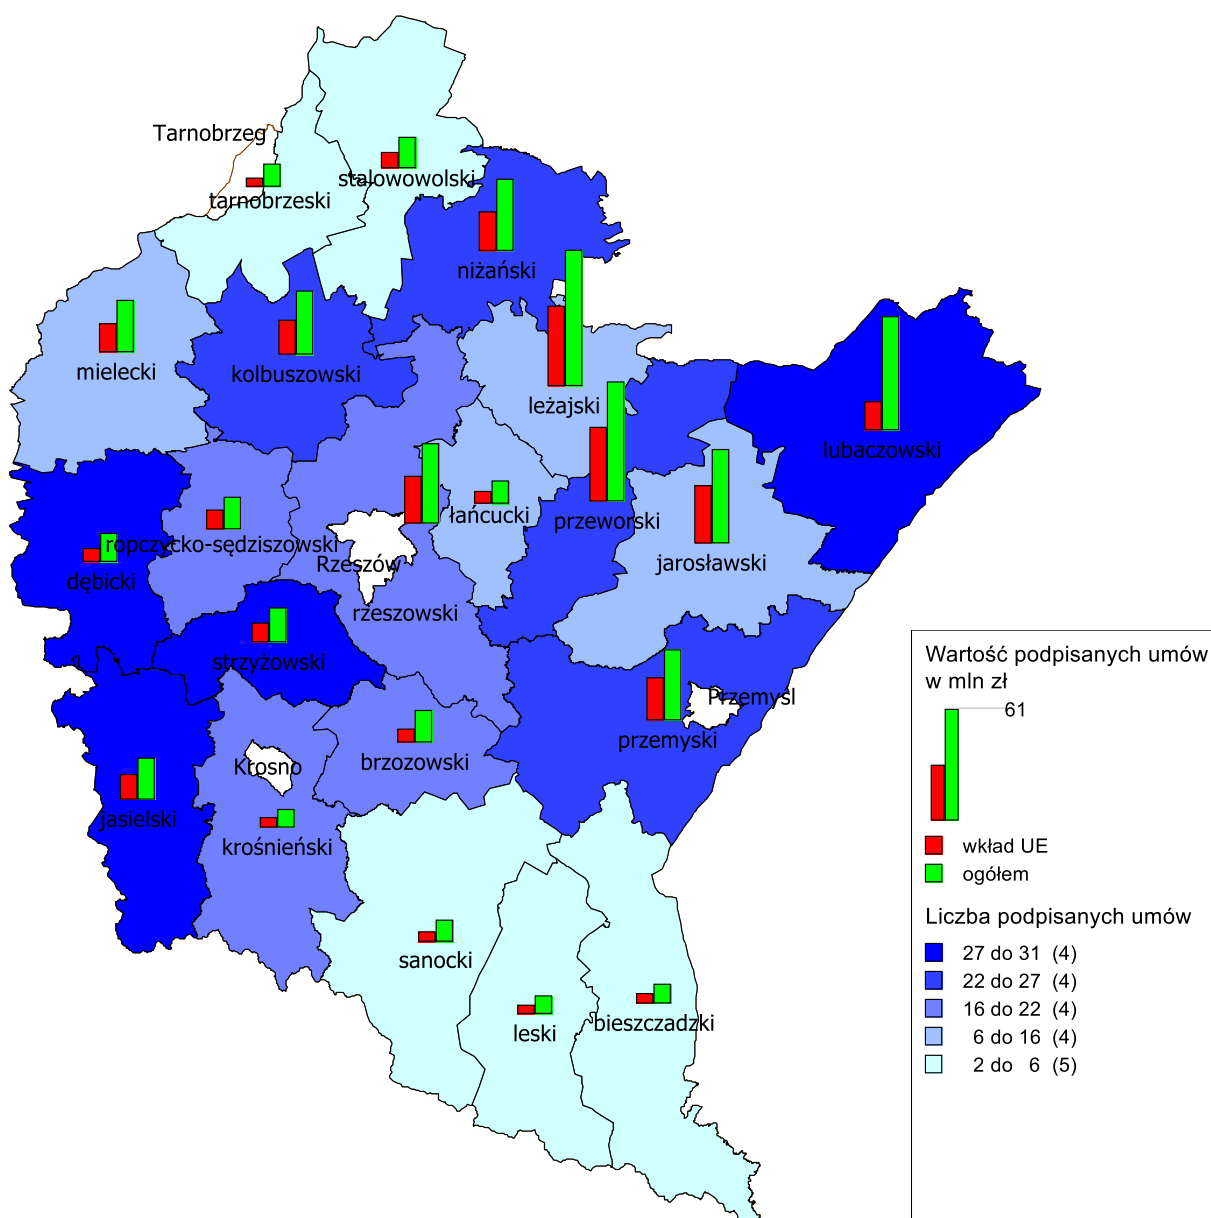 Tarnobrzeg
stalowowolski
tarnobrzeski
niżański
mielecki
kolbuszowski
leżajski
lubaczowski
łańcucki
przeworski
ropczycko-sędziszowski
Rzeszów
jarosławski
dębicki
rzeszowski
strzyżowski
Przemyśl
przemyski
Krosno
brzozowski
jasielski
krośnieński
sanocki
leski
bieszczadzki
Wartość podpisanych umów
w mln zł
61
wkład UE
ogółem
Liczba podpisanych umów
27 do 31 (4)
22 do 27 (4)
16 do 22 (4)
6 do 16 (4)
2 do 6 (5)